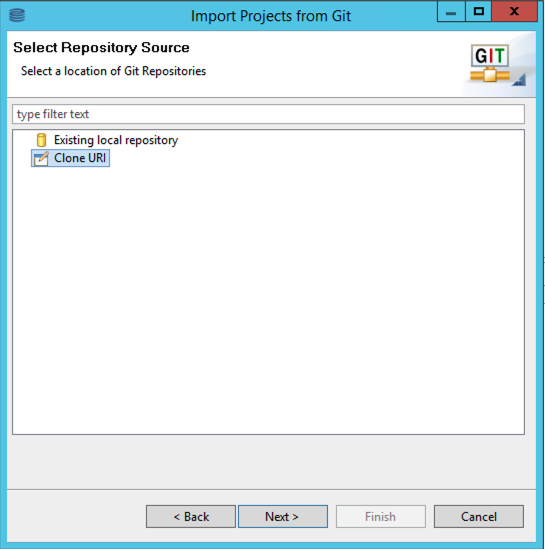 Import Projects from Git
Select Repository Source
Select a location of Git Repositories
GIT
type filter text
Existing local repository
Clone URI
< Back
Next >
Finish
Cancel